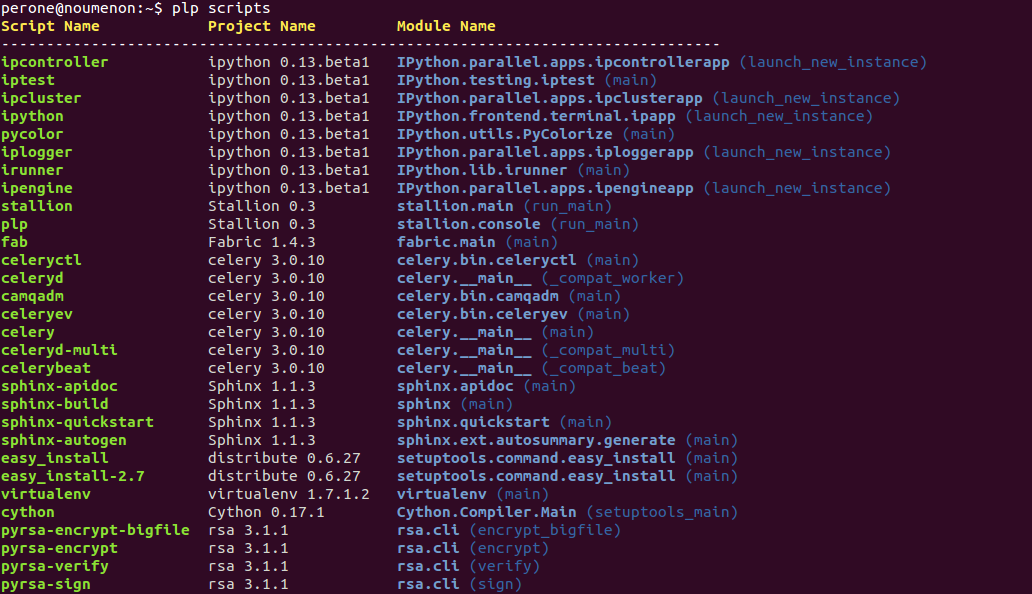 perone@noumenon:~$ plp scripts
Script Name            Project Name         Module Name
--------------------------------------------------------------------------------
ipcontroller           ipython 0.13.beta1   IPython.parallel.apps.ipcontrollerapp (launch_new_instance)
iptest                 ipython 0.13.beta1   IPython.testing.iptest (main)
ipcluster              ipython 0.13.beta1   IPython.parallel.apps.ipclusterapp (launch_new_instance)
ipython                ipython 0.13.beta1   IPython.frontend.terminal.ipapp (launch_new_instance)
pycolor                ipython 0.13.beta1   IPython.utils.PyColorize (main)
iplogger               ipython 0.13.beta1   IPython.parallel.apps.iploggerapp (launch_new_instance)
irunner                ipython 0.13.beta1   IPython.lib.irunner (main)
ipengine               ipython 0.13.beta1   IPython.parallel.apps.ipengineapp (launch_new_instance)
stallion               Stallion 0.3         stallion.main (run_main)
plp                    Stallion 0.3         stallion.console (run_main)
fab                    Fabric 1.4.3         fabric.main (main)
celeryctl              celery 3.0.10        celery.bin.celeryctl (main)
celeryd                celery 3.0.10        celery.__main__ (_compat_worker)
camqadm                celery 3.0.10        celery.bin.camqadm (main)
celeryev               celery 3.0.10        celery.bin.celeryev (main)
celery                 celery 3.0.10        celery.__main__ (main)
celeryd-multi          celery 3.0.10        celery.__main__ (_compat_multi)
celerybeat             celery 3.0.10        celery.__main__ (_compat_beat)
sphinx-apidoc          Sphinx 1.1.3         sphinx.apidoc (main)
sphinx-build           Sphinx 1.1.3         sphinx (main)
sphinx-quickstart      Sphinx 1.1.3         sphinx.quickstart (main)
sphinx-autogen         Sphinx 1.1.3         sphinx.ext.autosummary.generate (main)
easy_install           distribute 0.6.27    setuptools.command.easy_install (main)
easy_install-2.7       distribute 0.6.27    setuptools.command.easy_install (main)
virtualenv             virtualenv 1.7.1.2   virtualenv (main)
cython                 Cython 0.17.1        Cython.Compiler.Main (setuptools_main)
pyrsa-encrypt-bigfile  rsa 3.1.1            rsa.cli (encrypt_bigfile)
pyrsa-encrypt          rsa 3.1.1            rsa.cli (encrypt)
pyrsa-verify           rsa 3.1.1            rsa.cli (verify)
pyrsa-sign             rsa 3.1.1            rsa.cli (sign)